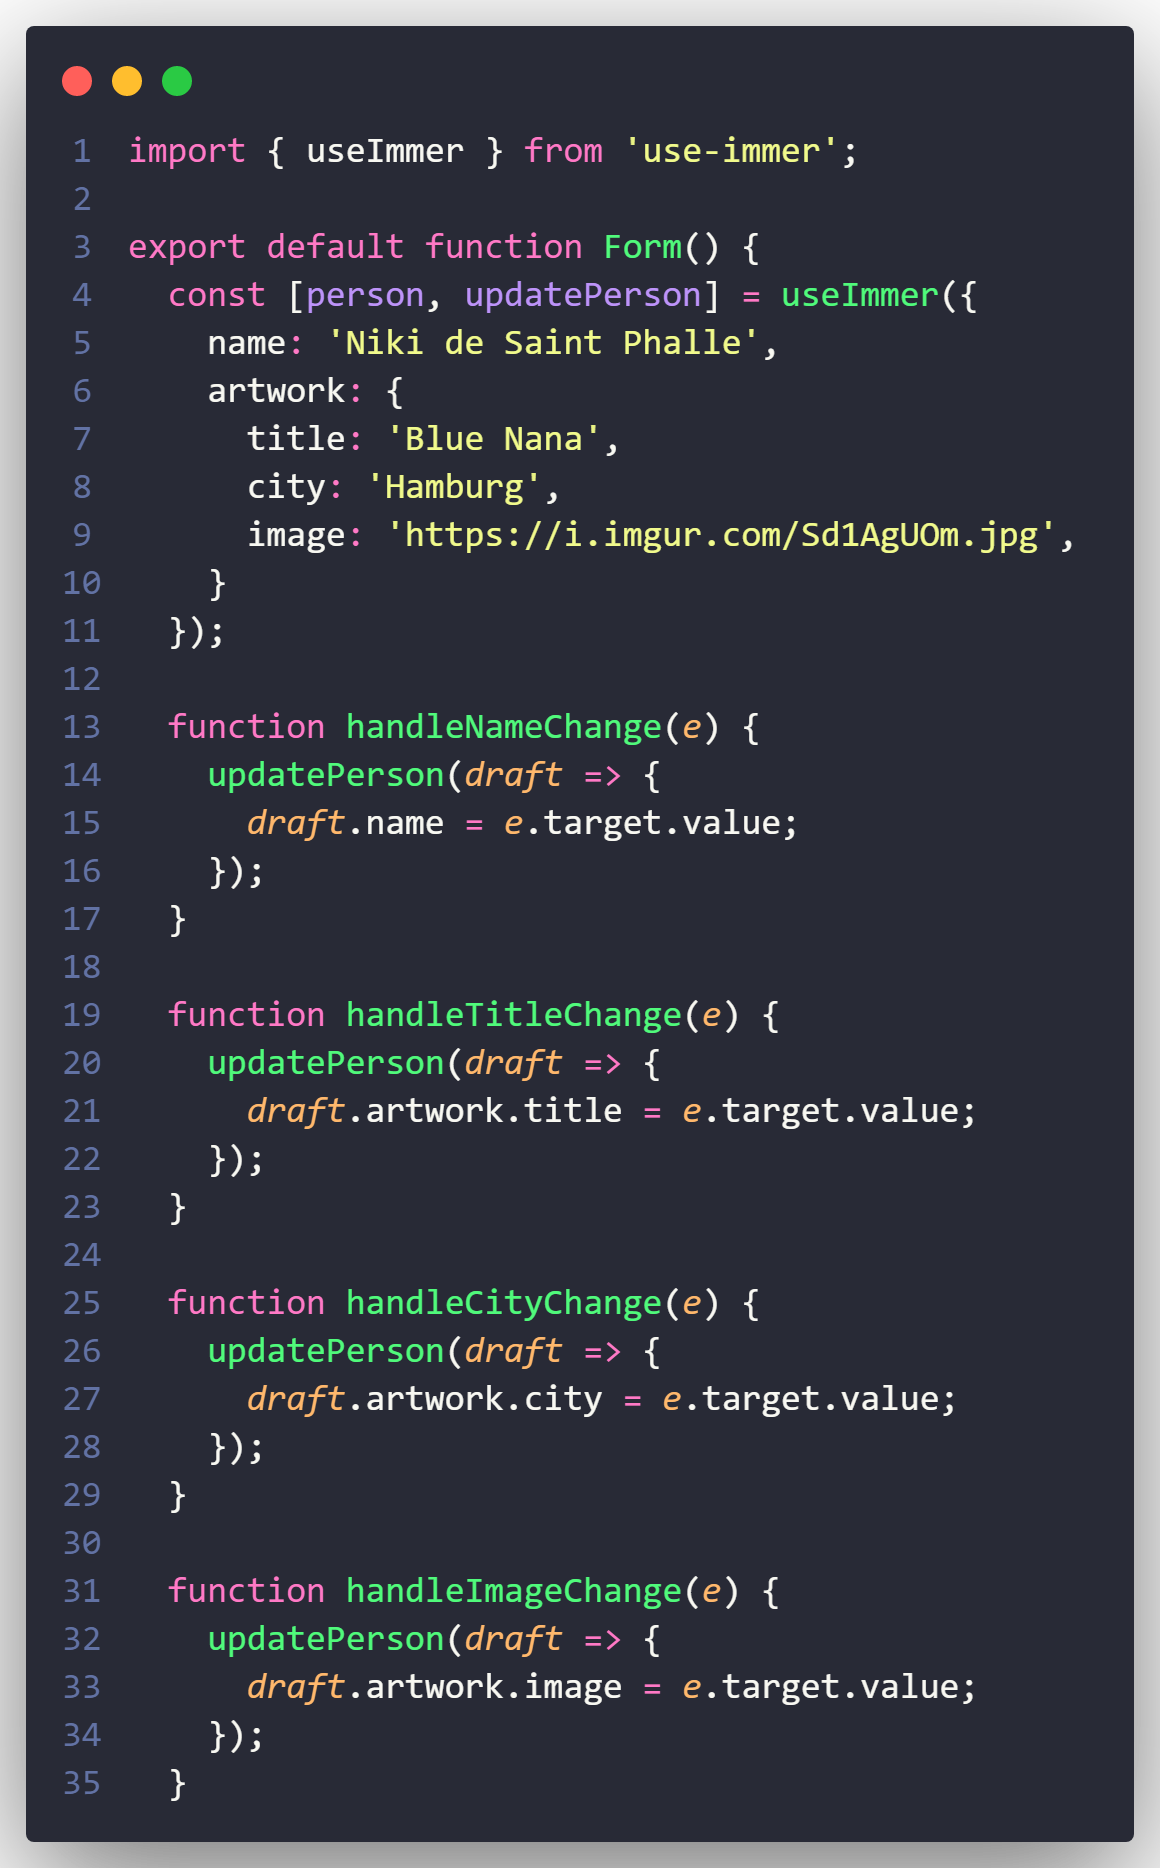 1 import { useImmer } from 'use-immer';
2
3 export default function Form() {
4   const [person, updatePerson] = useImmer({
5     name: 'Niki de Saint Phalle',
6     artwork: {
7       title: 'Blue Nana',
8       city: 'Hamburg',
9       image: 'https://i.imgur.com/Sd1AgUOm.jpg',
10     }
11   });
12
13   function handleNameChange(e) {
14     updatePerson(draft => {
15       draft.name = e.target.value;
16     });
17   }
18
19   function handleTitleChange(e) {
20     updatePerson(draft => {
21       draft.artwork.title = e.target.value;
22     });
23   }
24
25   function handleCityChange(e) {
26     updatePerson(draft => {
27       draft.artwork.city = e.target.value;
28     });
29   }
30
31   function handleImageChange(e) {
32     updatePerson(draft => {
33       draft.artwork.image = e.target.value;
34     });
35   }